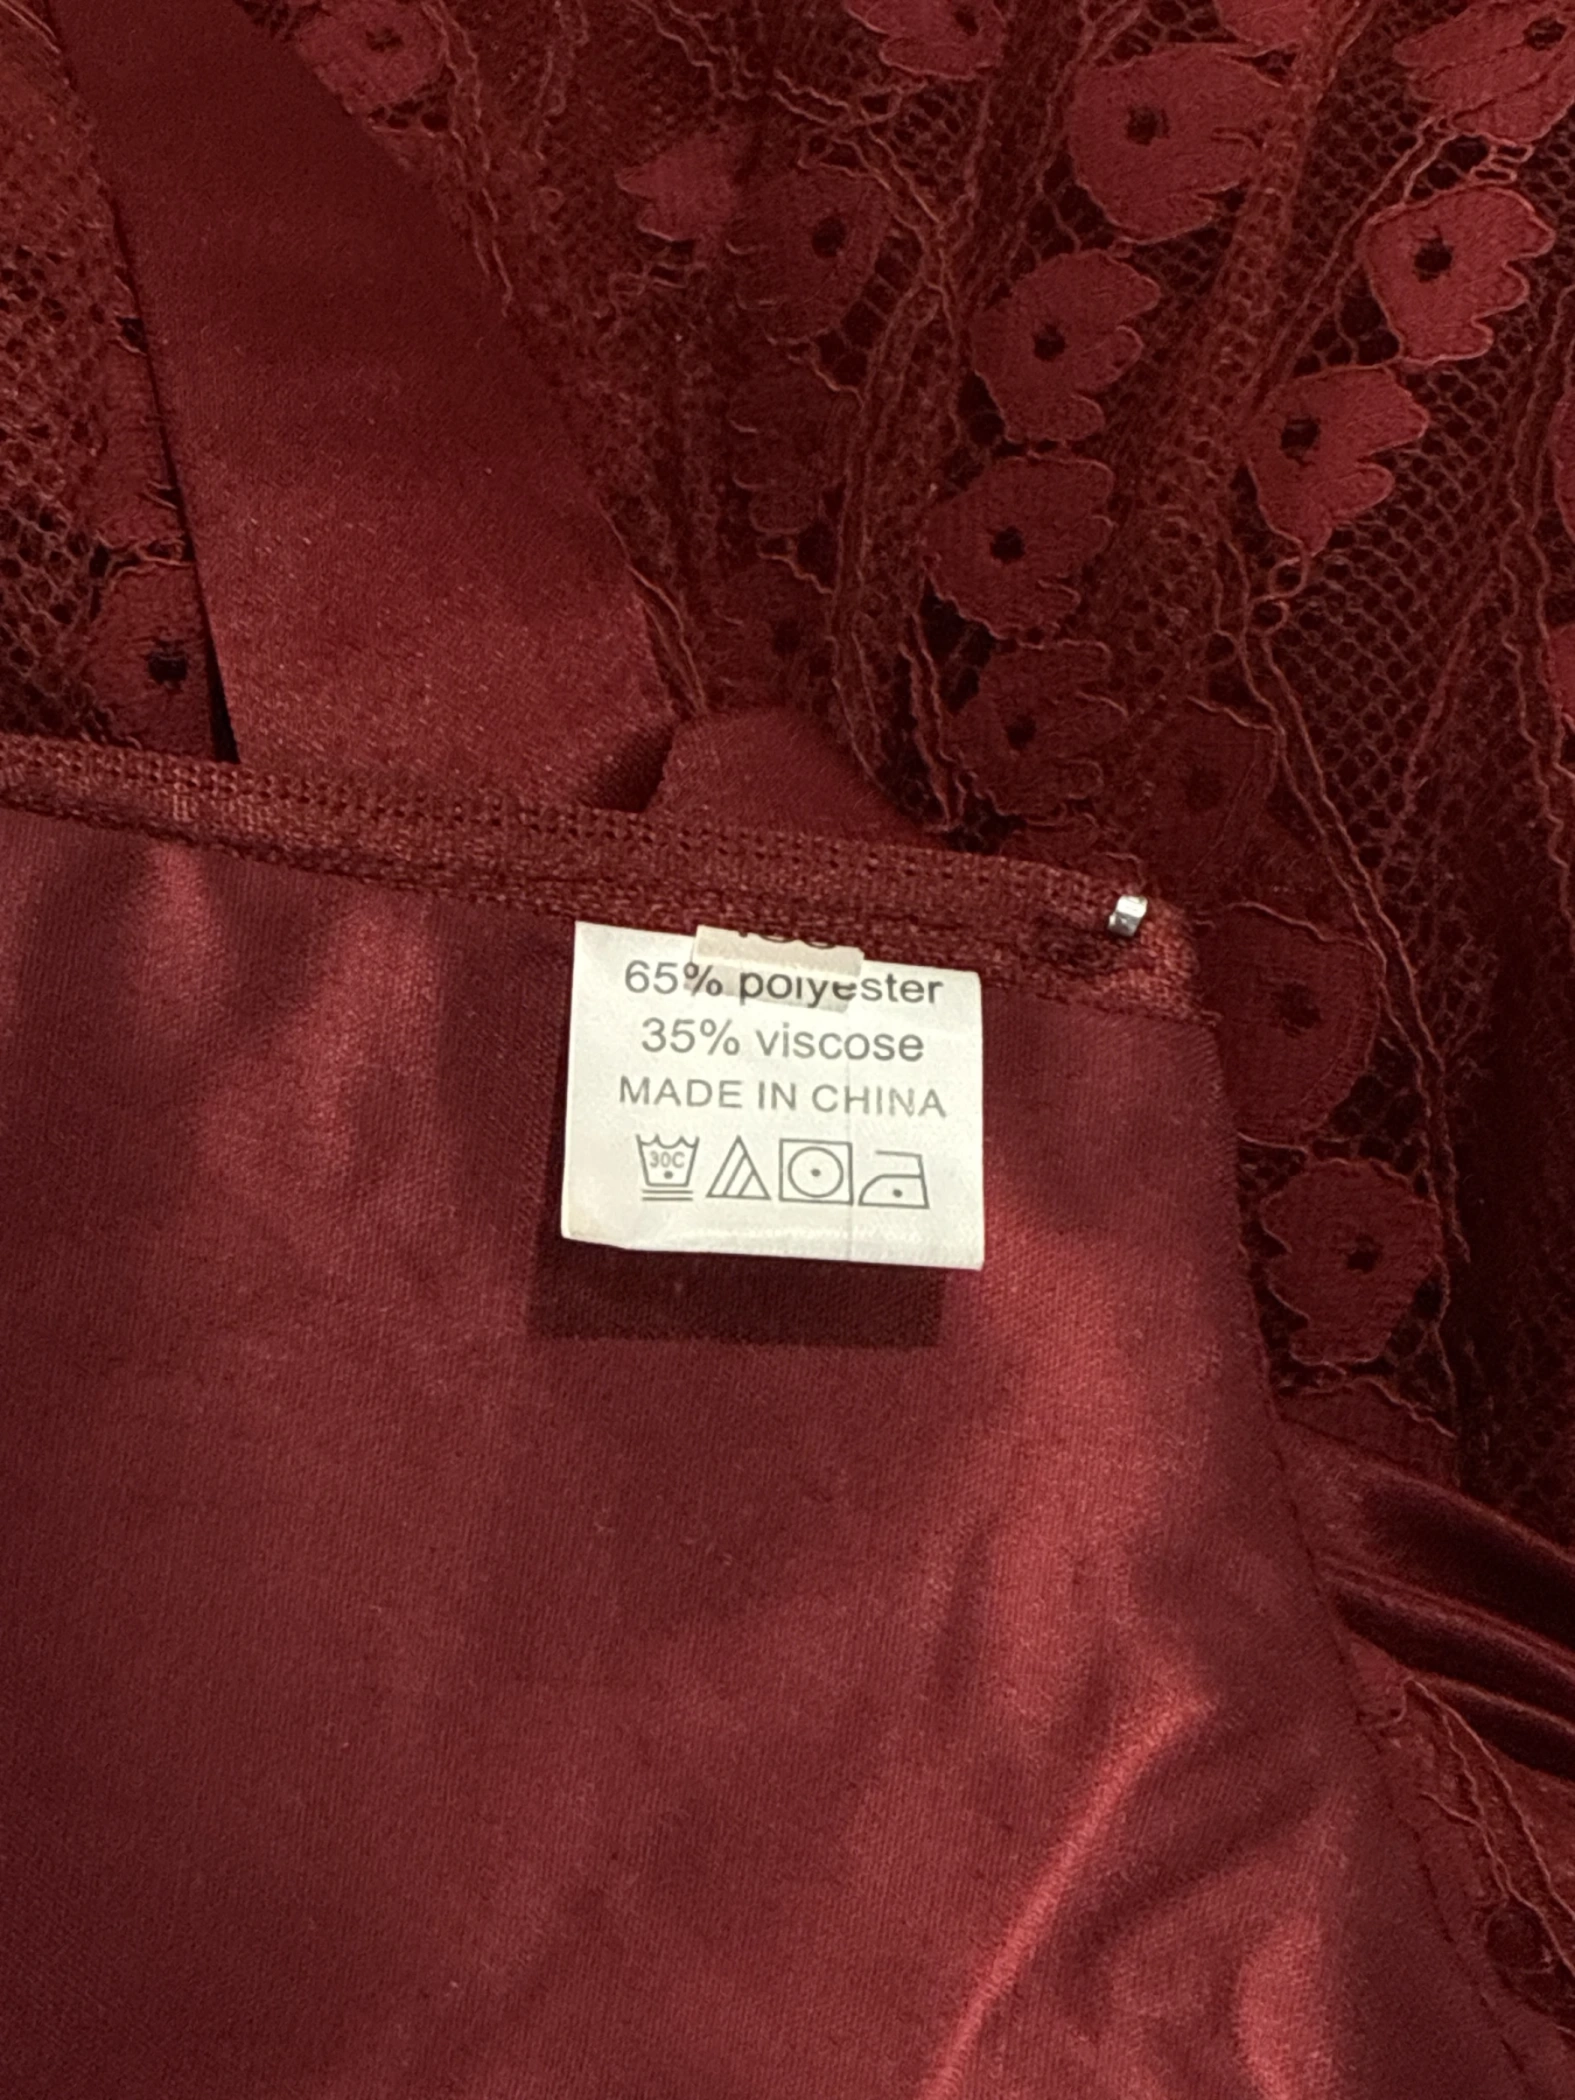 65% polyester
35% viscose
MADE IN CHINA
30C